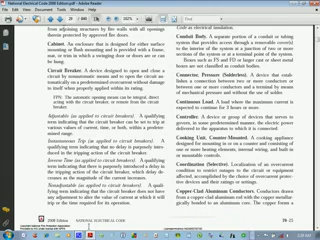 National Electrical Code 2008 Edition.pdf - Adobe Reader
from adjoining structures by fire walls with all openings
therein protected by approved fire doors.
Cabinet. An enclosure that is designed for either surface
mounting or flush mounting and is provided with a frame,
mat, or trim in which a swinging door or doors are or can
be hung.
Circuit Breaker. A device designed to open and close a
circuit by nonautomatic means and to open the circuit au-
tomatically on a predetermined overcurrent without dam-
age to itself when properly applied within its rating.
FPN: The automatic opening means can be integral, direct
acting with the circuit breaker, or remote from the circuit
breaker.
Adjustable (as applied to circuit breakers). A qualifying
term indicating that the circuit breaker can be set to trip at
various values of current, time, or both, within a predeter-
mined range.
Instantaneous Trip (as applied to circuit breakers). A
qualifying term indicating that no delay is purposely intro-
duced in the tripping action of the circuit breaker.
Inverse Time (as applied to circuit breakers). A qualifying
term indicating that there is purposely introduced a delay in
the tripping action of the circuit breaker, which delay de-
creases as the magnitude of the current increases.
Nonadjustable (as applied to circuit breakers). A quali-
fying term indicating that the circuit breaker does not have
any adjustment to alter the value of current at which it will
trip or the time required for its operation.
Code as electrical insulation.
Conduit Body. A separate portion of a conduit or tubing
system that provides access through a removable cover(s)
to the interior of the system at a junction of two or more
sections of the system or at a terminal point of the system.
Boxes such as FS and FD or larger cast or sheet metal
boxes are not classified as conduit bodies.
Connector, Pressure (Solderless). A device that estab-
lishes a connection between two or more conductors or
between one or more conductors and a terminal by means
of mechanical pressure and without the use of solder.
Continuous Load. A load where the maximum current is
expected to continue for 3 hours or more.
Controller. A device or group of devices that serves to
govern, in some predetermined manner, the electric power
delivered to the apparatus to which it is connected.
Cooking Unit, Counter-Mounted. A cooking appliance
designed for mounting in or on a counter and consisting of
one or more heating elements, internal wiring, and built-in
or mountable controls.
Coordination (Selective). Localization of an overcurrent
condition to restrict outages to the circuit or equipment
affected, accomplished by the choice of overcurrent protec-
tive devices and their ratings or settings.
Copper-Clad Aluminum Conductors. Conductors drawn
from a copper-clad aluminum rod with the copper metallur-
gically bonded to an aluminum core. The copper forms a
2008 Edition NATIONAL ELECTRICAL CODE